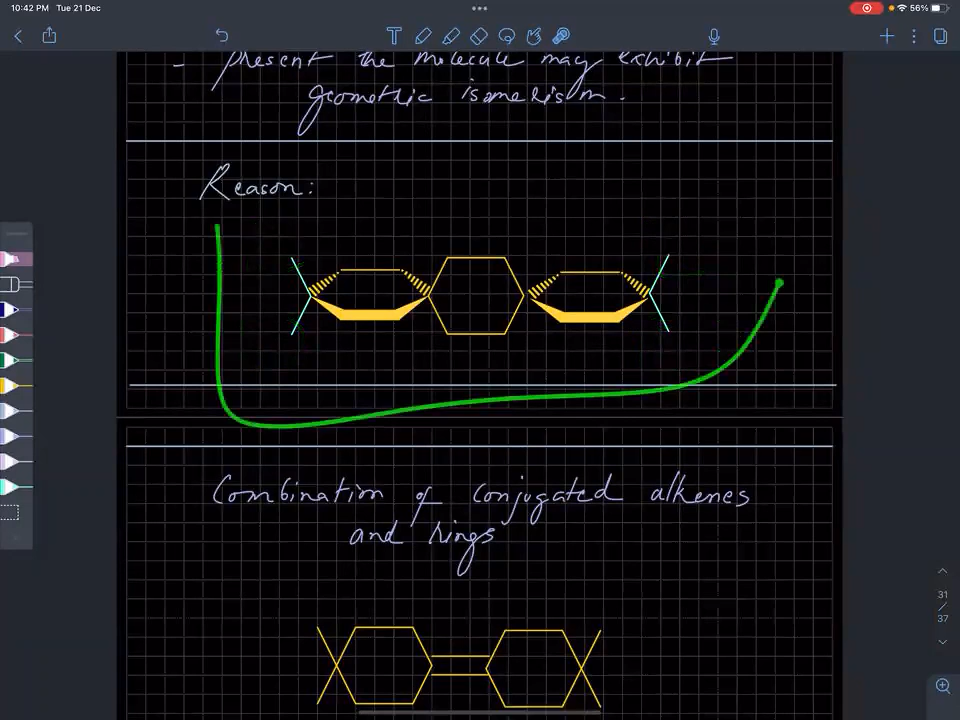 10:42 PM Tue 21 Dec
56%
- Present the molecule may exhibit
geometric isomerism.
Reason:
Combination of conjugated alkenes
and rings
31
/
37